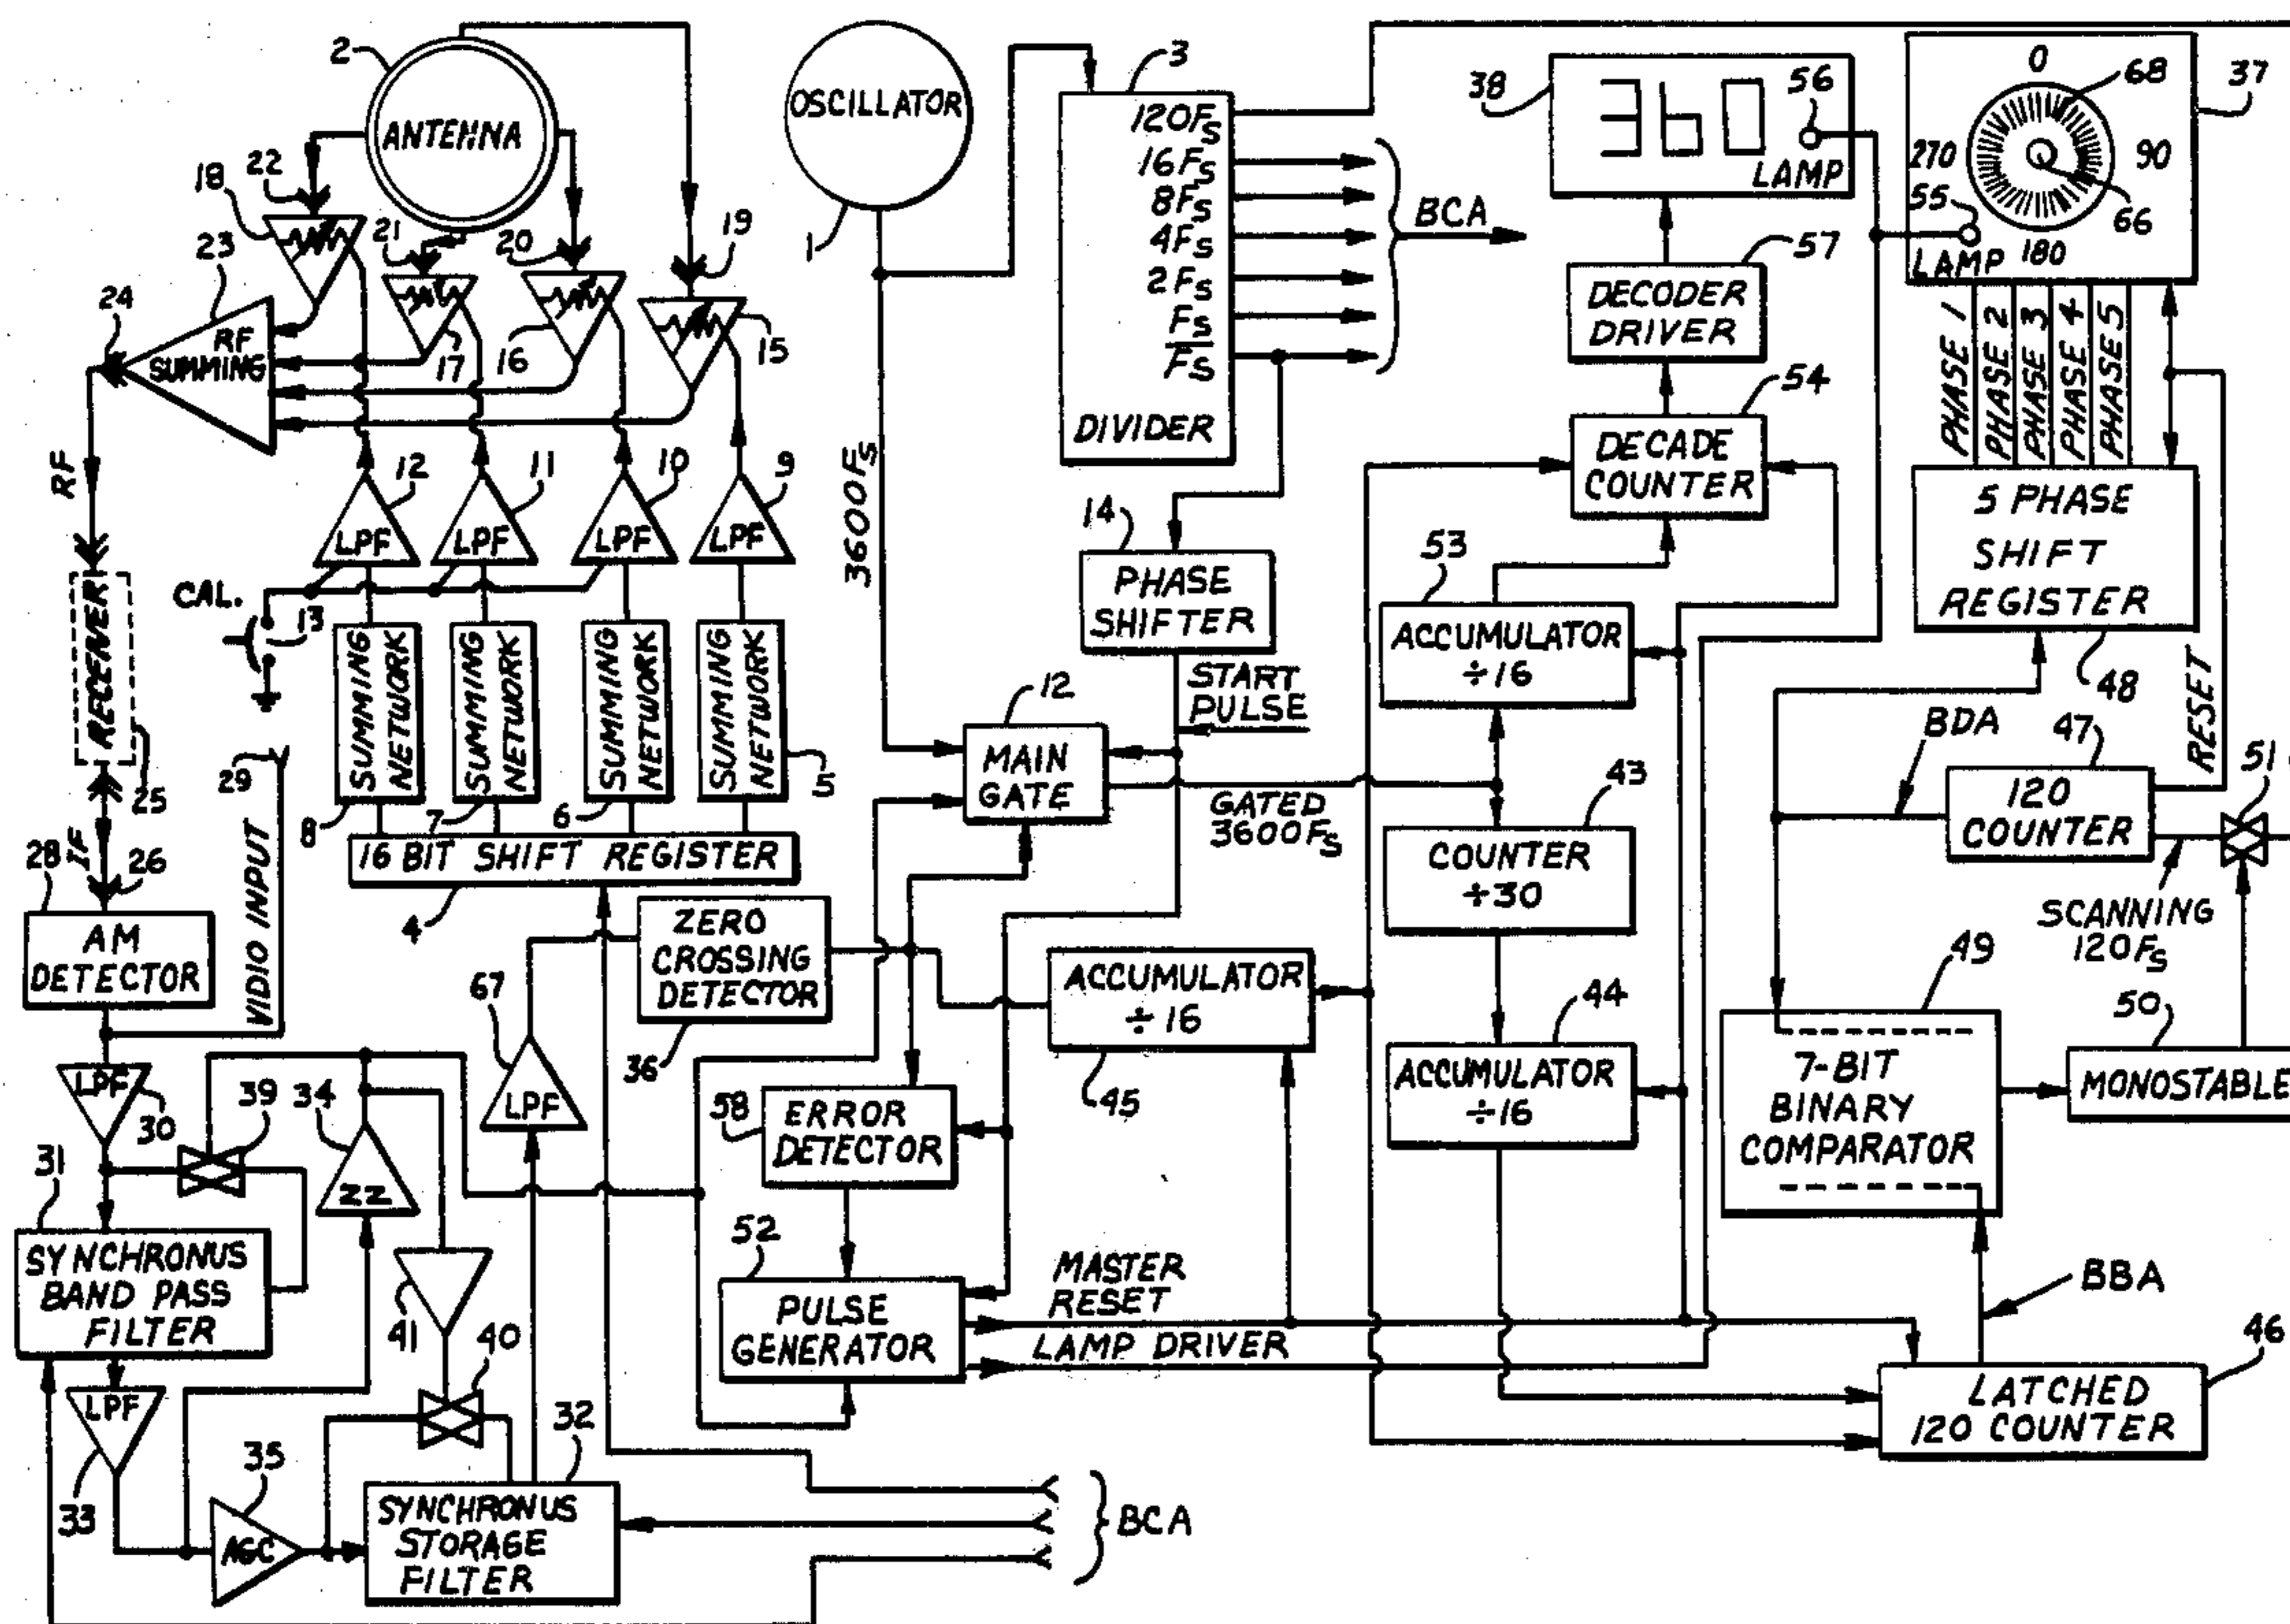 2
ANTENNA
OSCILLATOR
1
3
120Fs
16Fs
8Fs
4Fs
2Fs
Fs
Fs
DIVIDER
BCA
38
360
56
LAMP
0
68
37
270
90
55
LAMP
180
66
22
18
23
21
20
19
24
RF
SUMMING
17
16
15
57
DECODER
DRIVER
54
DECADE
COUNTER
PHASE 1
PHASE 2
PHASE 3
PHASE 4
PHASE 5
RF
12
11
10
9
LPF
LPF
LPF
LPF
3600Fs
14
PHASE
SHIFTER
5 PHASE
SHIFT
REGISTER
48
RESET
CAL.
13
RECEIVER
25
SUMMING
NETWORK
SUMMING
NETWORK
SUMMING
NETWORK
SUMMING
NETWORK
8
7
6
5
START
PULSE
12
MAIN
GATE
GATED
3600Fs
53
ACCUMULATOR
÷16
BDA
47
120
COUNTER
51
29
VIDIO INPUT
IF
26
28
AM
DETECTOR
16 BIT SHIFT REGISTER
4
43
COUNTER
÷30
SCANNING
120Fs
ZERO
CROSSING
DETECTOR
36
67
LPF
ACCUMULATOR
÷16
45
44
ACCUMULATOR
÷16
49
7-BIT
BINARY
COMPARATOR
50
MONOSTABLE
LPF
30
39
34
ZZ
58
ERROR
DETECTOR
31
SYNCHRONUS
BAND PASS
FILTER
41
40
52
PULSE
GENERATOR
MASTER
RESET
LAMP DRIVER
BBA
46
LATCHED
120 COUNTER
LPF
33
35
AGC
32
SYNCHRONUS
STORAGE
FILTER
BCA